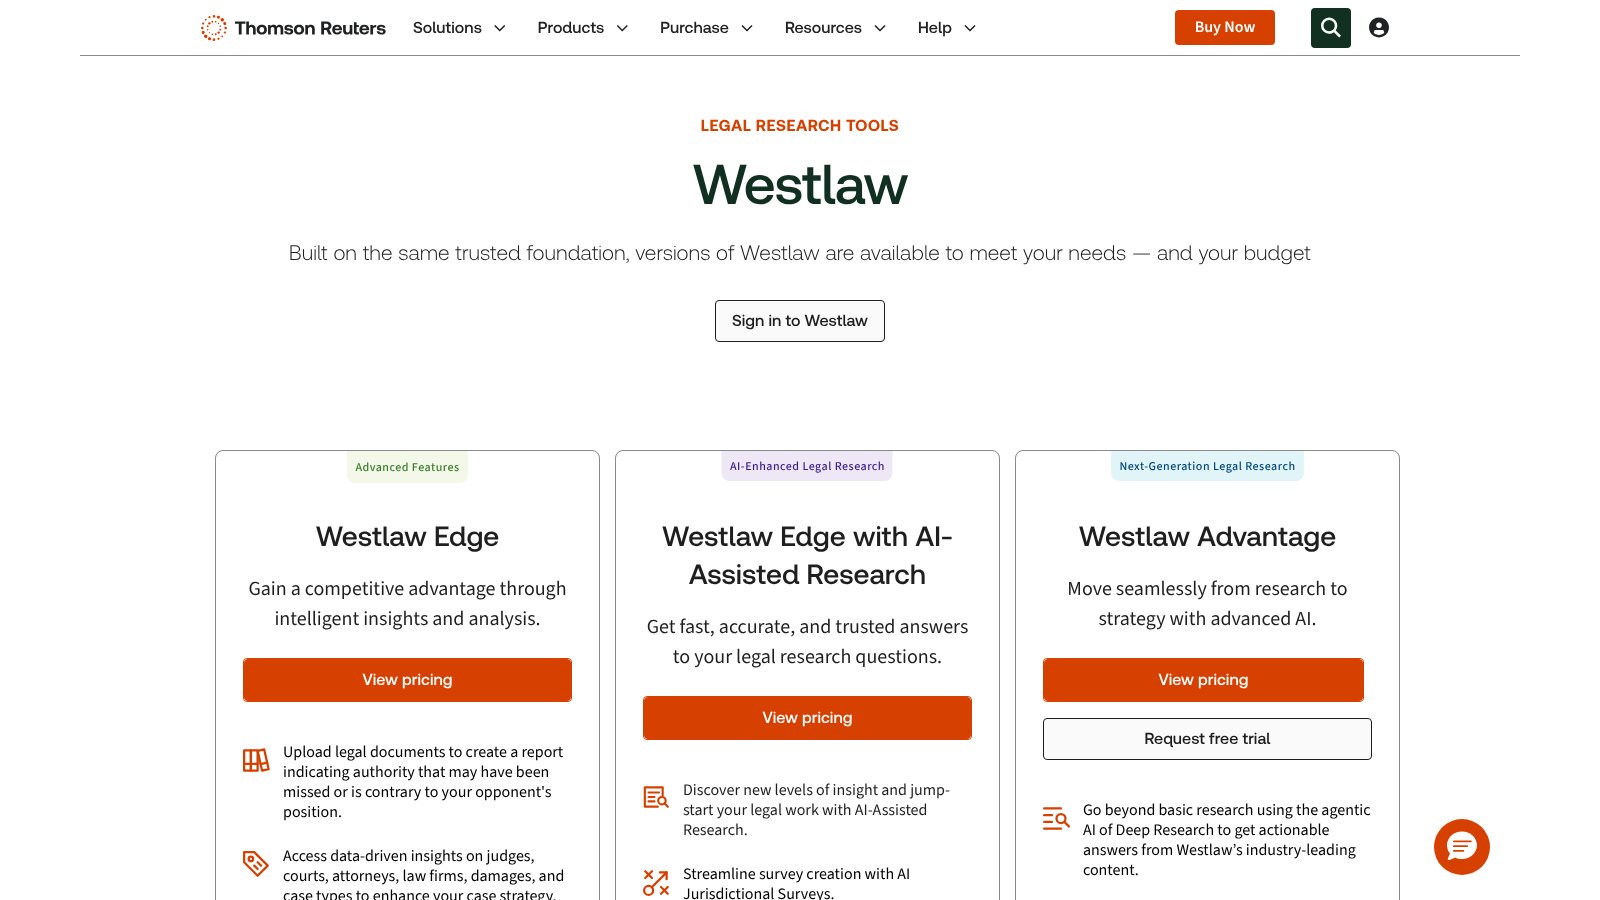 Thomson Reuters Solutions Products Purchase Resources Help Buy Now
LEGAL RESEARCH TOOLS
Westlaw
Built on the same trusted foundation, versions of Westlaw are available to meet your needs — and your budget
Sign in to Westlaw
Advanced Features
Westlaw Edge
Gain a competitive advantage through
intelligent insights and analysis.
View pricing
Upload legal documents to create a report
indicating authority that may have been
missed or is contrary to your opponent's
position.
Access data-driven insights on judges,
courts, attorneys, law firms, damages, and
case types to enhance your case strategy.
AI-Enhanced Legal Research
Westlaw Edge with AI-
Assisted Research
Get fast, accurate, and trusted answers
to your legal research questions.
View pricing
Discover new levels of insight and jump-
start your legal work with AI-Assisted
Research.
Streamline survey creation with AI
Jurisdictional Surveys.
Next-Generation Legal Research
Westlaw Advantage
Move seamlessly from research to
strategy with advanced AI.
View pricing
Request free trial
Go beyond basic research using the agentic
AI of Deep Research to get actionable
answers from Westlaw’s industry-leading
content.